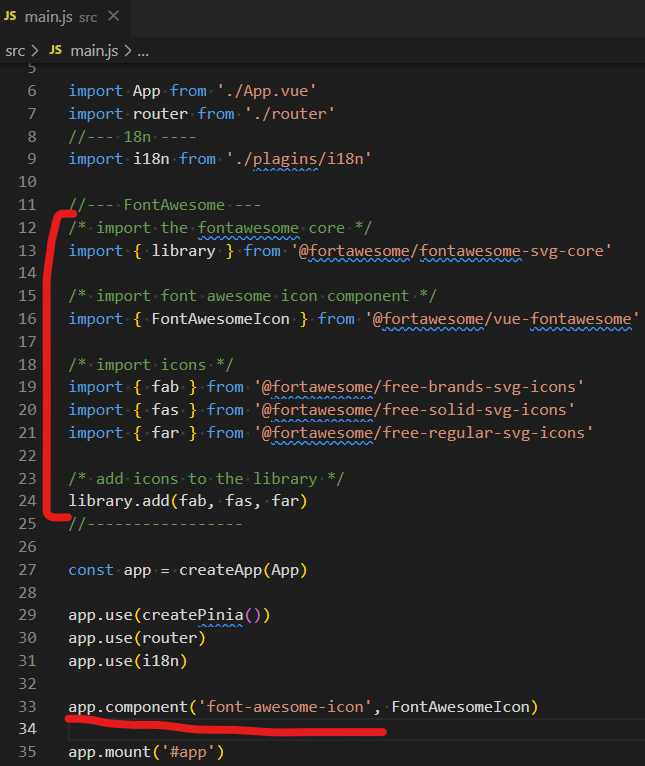 JS main.js src ×
src > JS main.js > ...
5
6 import App from './App.vue'
7 import router from './router'
8 //--- 18n ----
9 import i18n from './plagins/i18n'
10
11 //--- FontAwesome ---
12 /* import the fontawesome core */
13 import { library } from '@fortawesome/fontawesome-svg-core'
14
15 /* import font awesome icon component */
16 import { FontAwesomeIcon } from '@fortawesome/vue-fontawesome'
17
18 /* import icons */
19 import { fab } from '@fortawesome/free-brands-svg-icons'
20 import { fas } from '@fortawesome/free-solid-svg-icons'
21 import { far } from '@fortawesome/free-regular-svg-icons'
22
23 /* add icons to the library */
24 library.add(fab, fas, far)
25 //-----------------
26
27 const app = createApp(App)
28
29 app.use(createPinia())
30 app.use(router)
31 app.use(i18n)
32
33 app.component('font-awesome-icon', FontAwesomeIcon)
34
35 app.mount('#app')